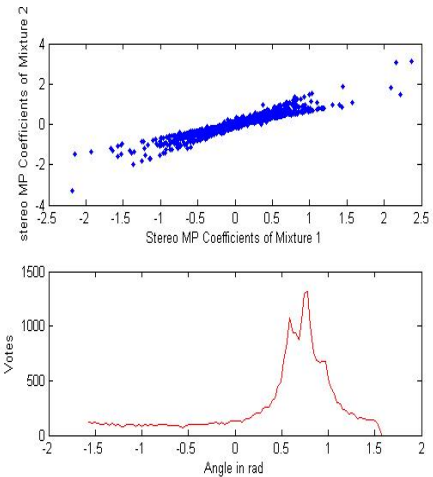 stereo MP Coefficients of Mixture 2
4
2
0
-2
-4
-2.5 -2 -1.5 -1 -0.5 0 0.5 1 1.5 2 2.5
Stereo MP Coefficients of Mixture 1
Votes
1500
1000
500
0
-1.5 -1 -0.5 0 0.5 1 1.5 2
Angle in rad